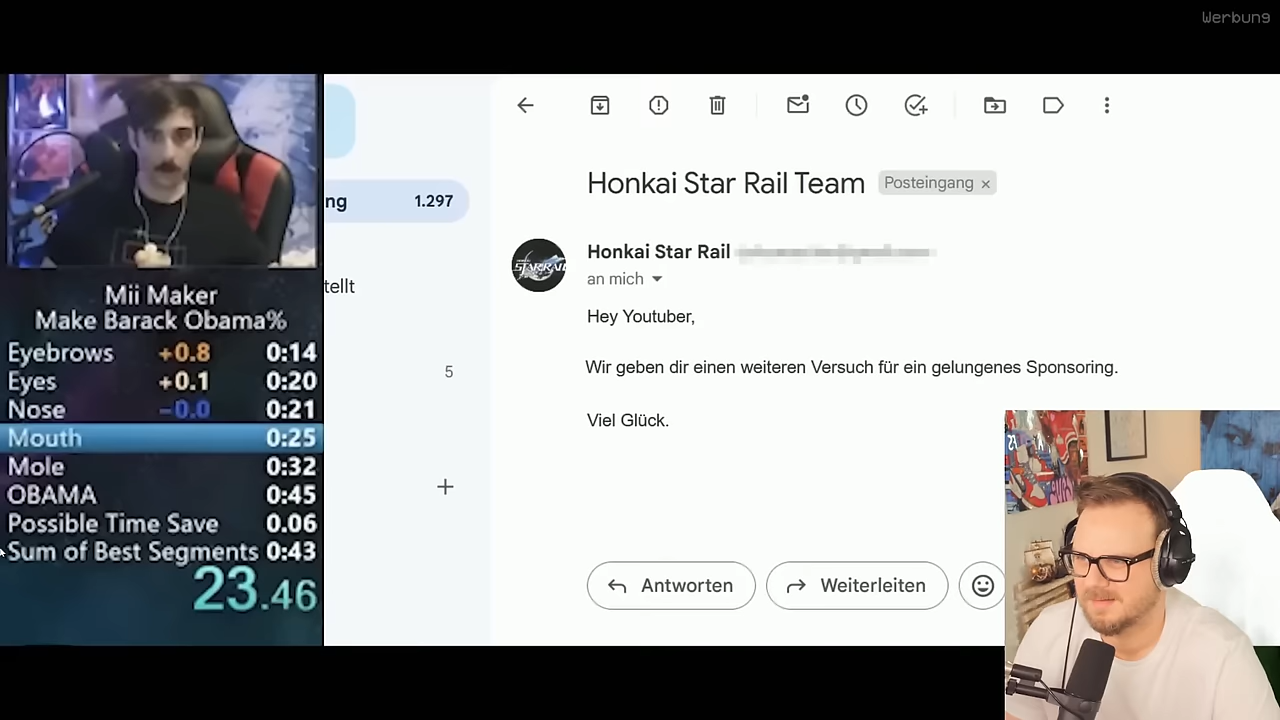 Werbung
Mii Maker
Make Barack Obama%
Eyebrows +0.8 0:14
Eyes +0.1 0:20
Nose -0.0 0:21
Mouth 0:25
Mole 0:32
OBAMA 0:45
Possible Time Save 0.06
Sum of Best Segments 0:43
23.46
ng 1.297
tellt
5
Honkai Star Rail Team Posteingang ×
Honkai Star Rail
STARRAIL
an mich
Hey Youtuber,
Wir geben dir einen weiteren Versuch für ein gelungenes Sponsoring.
Viel Glück.
Antworten Weiterleiten